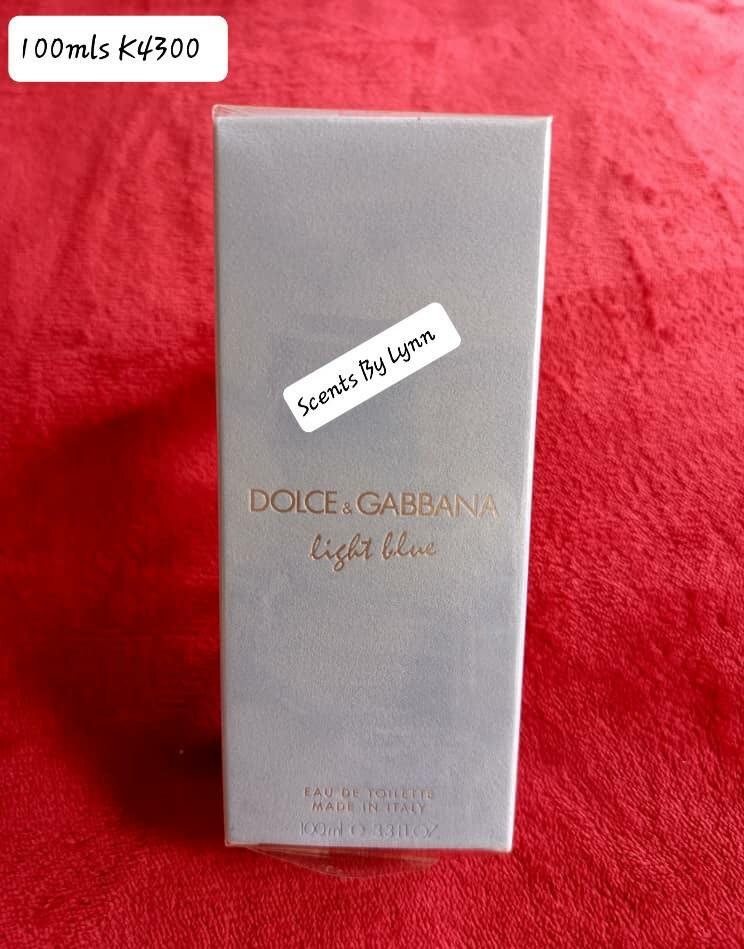 100mls K4300
Scents By Lynn
DOLCE & GABBANA
light blue
EAU DE TOILETTE
MADE IN ITALY
100ml ℮ 3.3 FL.OZ